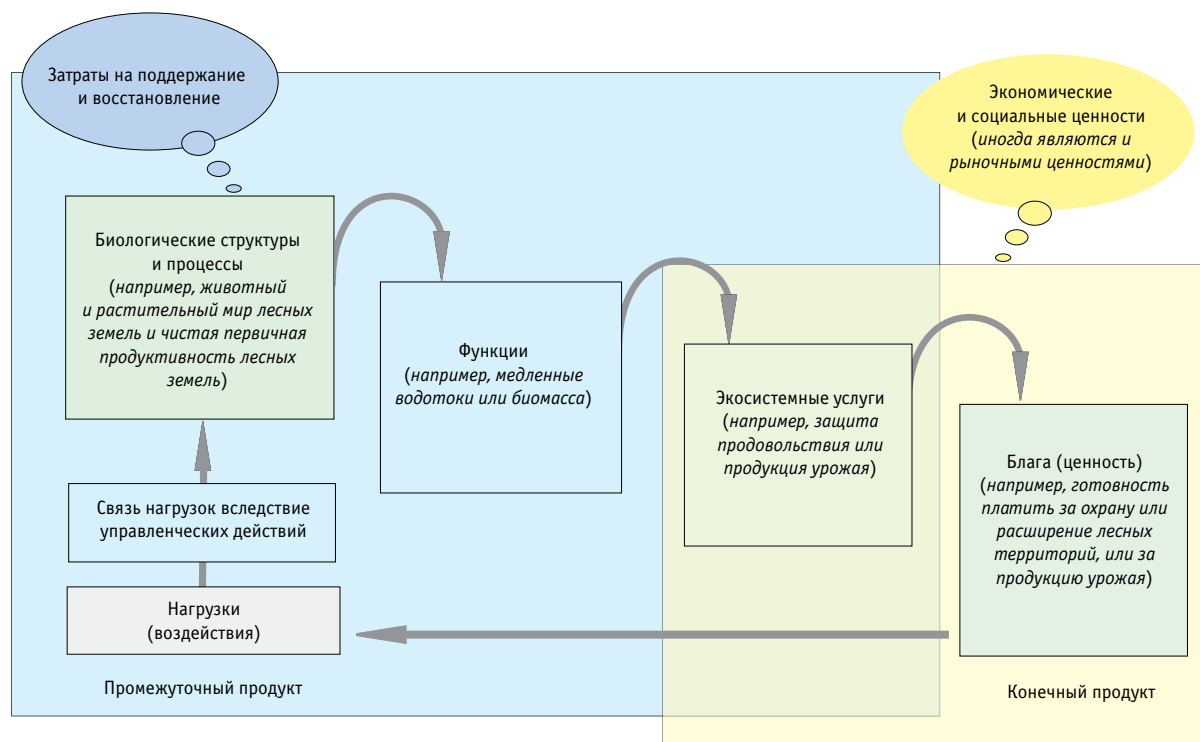 Затраты на поддержание
и восстановление
Экономические
и социальные ценности
(иногда являются и
рыночными ценностями)
Биологические структуры
и процессы
(например, животный
и растительный мир лесных
земель и чистая первичная
продуктивность лесных
земель)
Функции
(например, медленные
водотоки или биомасса)
Экосистемные услуги
(например, защита
продовольствия или
продукция урожая)
Блага (ценность)
(например, готовность
платить за охрану или
расширение лесных
территорий, или за
продукцию урожая)
Связь нагрузок вследствие
управленческих действий
Нагрузки
(воздействия)
Промежуточный продукт
Конечный продукт